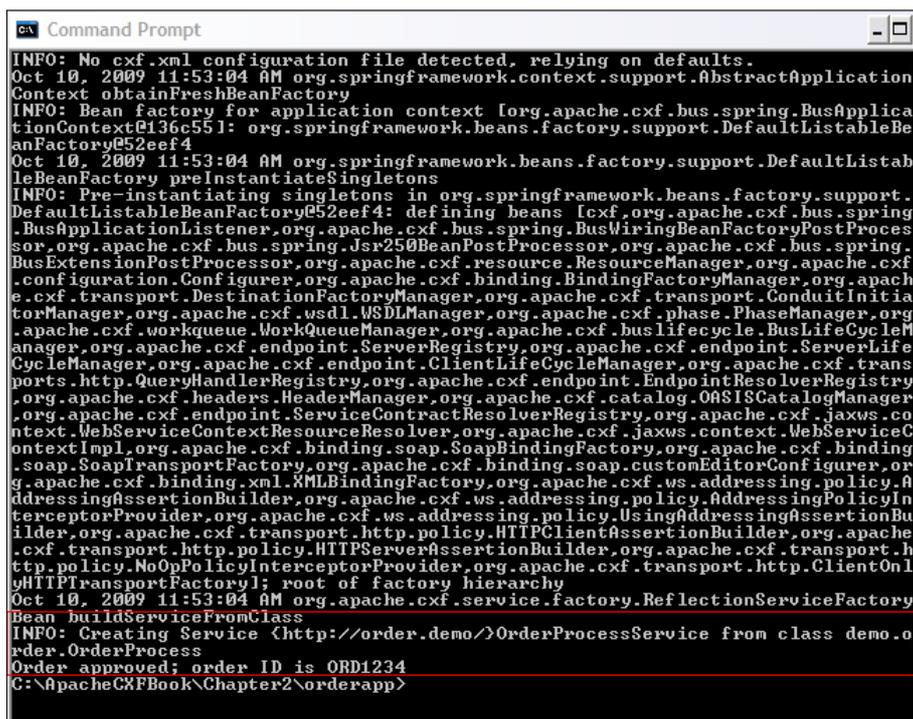 Command Prompt
INFO: No cxf.xml configuration file detected, relying on defaults.
Oct 10, 2009 11:53:04 AM org.springframework.context.support.AbstractApplication
Context obtainFreshBeanFactory
INFO: Bean factory for application context [org.apache.cxf.bus.spring.BusApplica
tionContext@136c55]: org.springframework.beans.factory.support.DefaultListableBe
anFactory@52eef4
Oct 10, 2009 11:53:04 AM org.springframework.beans.factory.support.DefaultListab
leBeanFactory preInstantiateSingletons
INFO: Pre-instantiating singletons in org.springframework.beans.factory.support.
DefaultListableBeanFactory@52eef4: defining beans [cxf,org.apache.cxf.bus.spring
.BusApplicationListener,org.apache.cxf.bus.spring.BusWiringBeanFactoryPostProces
sor,org.apache.cxf.bus.spring.Jsr250BeanPostProcessor,org.apache.cxf.bus.spring.
BusExtensionPostProcessor,org.apache.cxf.resource.ResourceManager,org.apache.cxf
.configuration.Configurer,org.apache.cxf.binding.BindingFactoryManager,org.apach
e.cxf.transport.DestinationFactoryManager,org.apache.cxf.transport.ConduitInitia
torManager,org.apache.cxf.wsdl.WSDLManager,org.apache.cxf.phase.PhaseManager,org
.apache.cxf.workqueue.WorkQueueManager,org.apache.cxf.buslifecycle.BusLifeCycleM
anager,org.apache.cxf.endpoint.ServerRegistry,org.apache.cxf.endpoint.ServerLife
CycleManager,org.apache.cxf.endpoint.ClientLifeCycleManager,org.apache.cxf.trans
ports.http.QueryHandlerRegistry,org.apache.cxf.endpoint.EndpointResolverRegistry
,org.apache.cxf.headers.HeaderManager,org.apache.cxf.catalog.OASISCatalogManager
,org.apache.cxf.endpoint.ServiceContractResolverRegistry,org.apache.cxf.jaxws.co
ntext.WebServiceContextResourceResolver,org.apache.cxf.jaxws.context.WebServiceC
ontextImpl,org.apache.cxf.binding.soap.SoapBindingFactory,org.apache.cxf.binding
.soap.SoapTransportFactory,org.apache.cxf.binding.soap.customEditorConfigurer,or
g.apache.cxf.binding.xml.XMLBindingFactory,org.apache.cxf.ws.addressing.policy.A
ddressingAssertionBuilder,org.apache.cxf.ws.addressing.policy.AddressingPolicyIn
terceptorProvider,org.apache.cxf.ws.addressing.policy.UsingAddressingAssertionBu
ilder,org.apache.cxf.transport.http.policy.HTTPClientAssertionBuilder,org.apache
.cxf.transport.http.policy.HTTPServerAssertionBuilder,org.apache.cxf.transport.h
ttp.policy.NoOpPolicyInterceptorProvider,org.apache.cxf.transport.http.ClientOnl
yHTTPTransportFactory]; root of factory hierarchy
Oct 10, 2009 11:53:04 AM org.apache.cxf.service.factory.ReflectionServiceFactory
Bean buildServiceFromClass
INFO: Creating Service {http://order.demo/}OrderProcessService from class demo.o
rder.OrderProcess
Order approved; order ID is ORD1234
C:\ApacheCXFBook\Chapter2\orderapp>